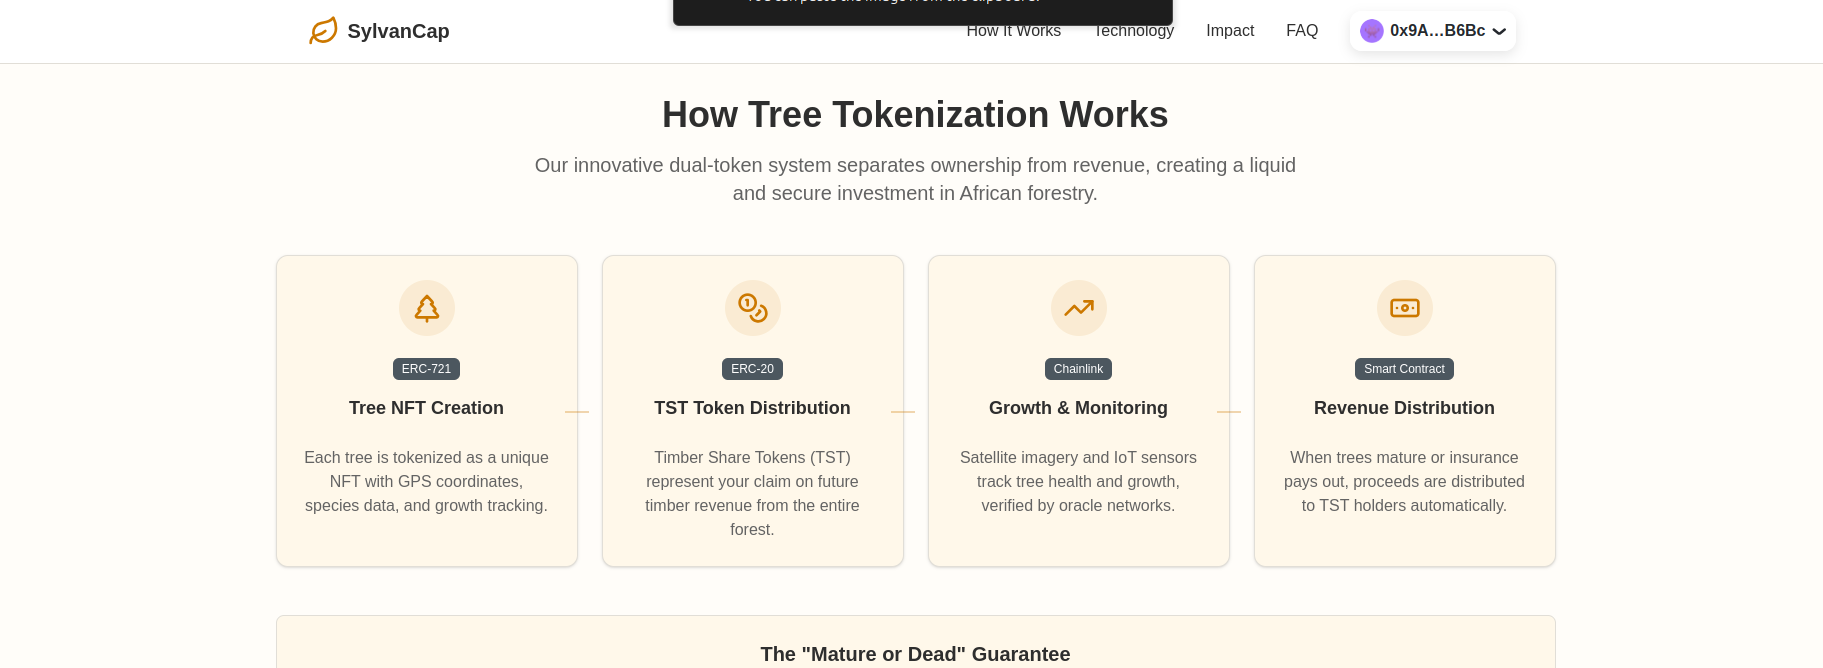 SylvanCap
How It Works
Technology
Impact
FAQ
0x9A...B6Bc
How Tree Tokenization Works
Our innovative dual-token system separates ownership from revenue, creating a liquid
and secure investment in African forestry.
ERC-721
Tree NFT Creation
Each tree is tokenized as a unique
NFT with GPS coordinates,
species data, and growth tracking.
ERC-20
TST Token Distribution
Timber Share Tokens (TST)
represent your claim on future
timber revenue from the entire
forest.
Chainlink
Growth & Monitoring
Satellite imagery and IoT sensors
track tree health and growth,
verified by oracle networks.
Smart Contract
Revenue Distribution
When trees mature or insurance
pays out, proceeds are distributed
to TST holders automatically.
The "Mature or Dead" Guarantee